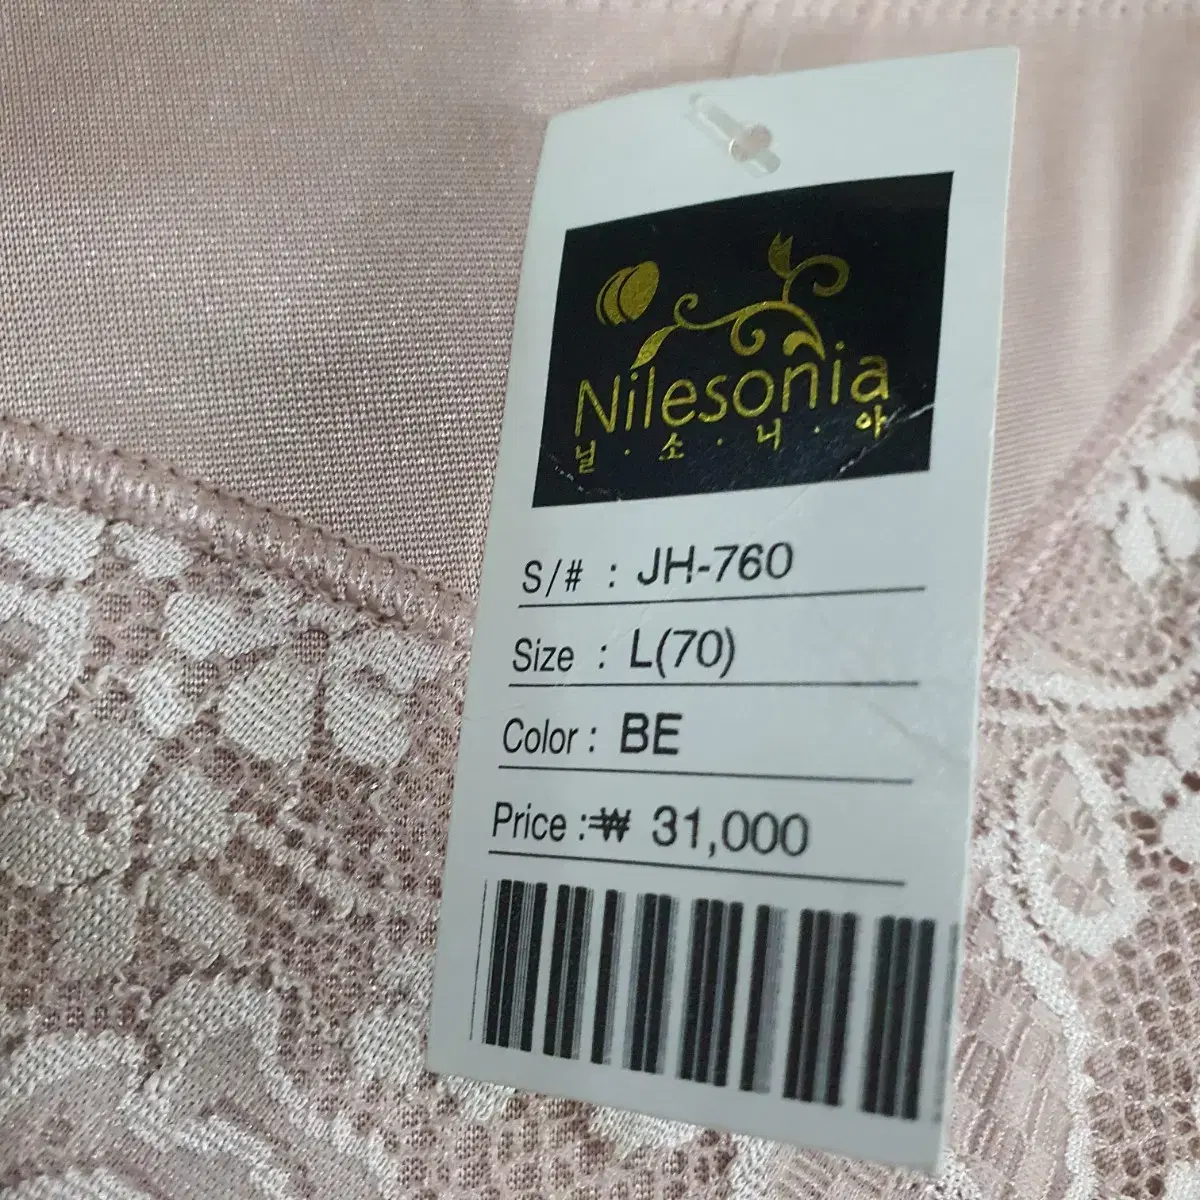 Nilesonia
닐·소·니·아
S/# : JH-760
Size : L(70)
Color : BE
Price :₩ 31,000